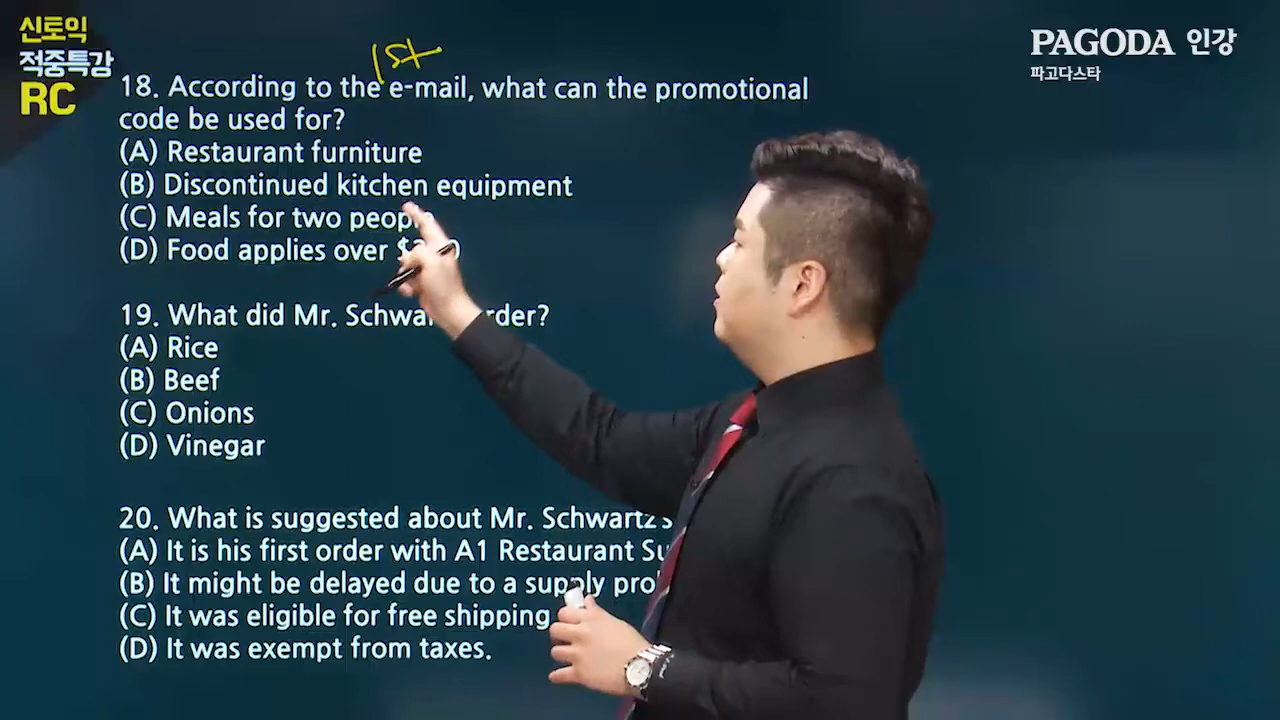 신토익
적중특강
RC
PAGODA 인강
파고다스타
1st
18. According to the e-mail, what can the promotional
code be used for?
(A) Restaurant furniture
(B) Discontinued kitchen equipment
(C) Meals for two
(D) Food applies over
19. What did Mr.
(A) Rice
(B) Beef
(C) Onions
(D) Vinegar
20. What is suggested about Mr. Schwartz's
(A) It is his first order with A1 Restaurant
(B) It might be delayed due to a supply
(C) It was eligible for free shipping
(D) It was exempt from taxes.